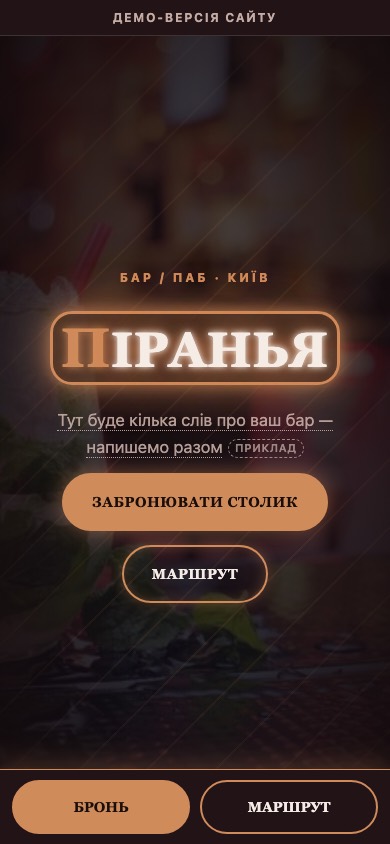 ДЕМО-ВЕРСІЯ САЙТУ
БАР / ПАБ · КИЇВ
ПІРАНЬЯ
Тут буде кілька слів про ваш бар —
напишемо разом ПРИКЛАД
ЗАБРОНЮВАТИ СТОЛИК
МАРШРУТ
БРОНЬ МАРШРУТ